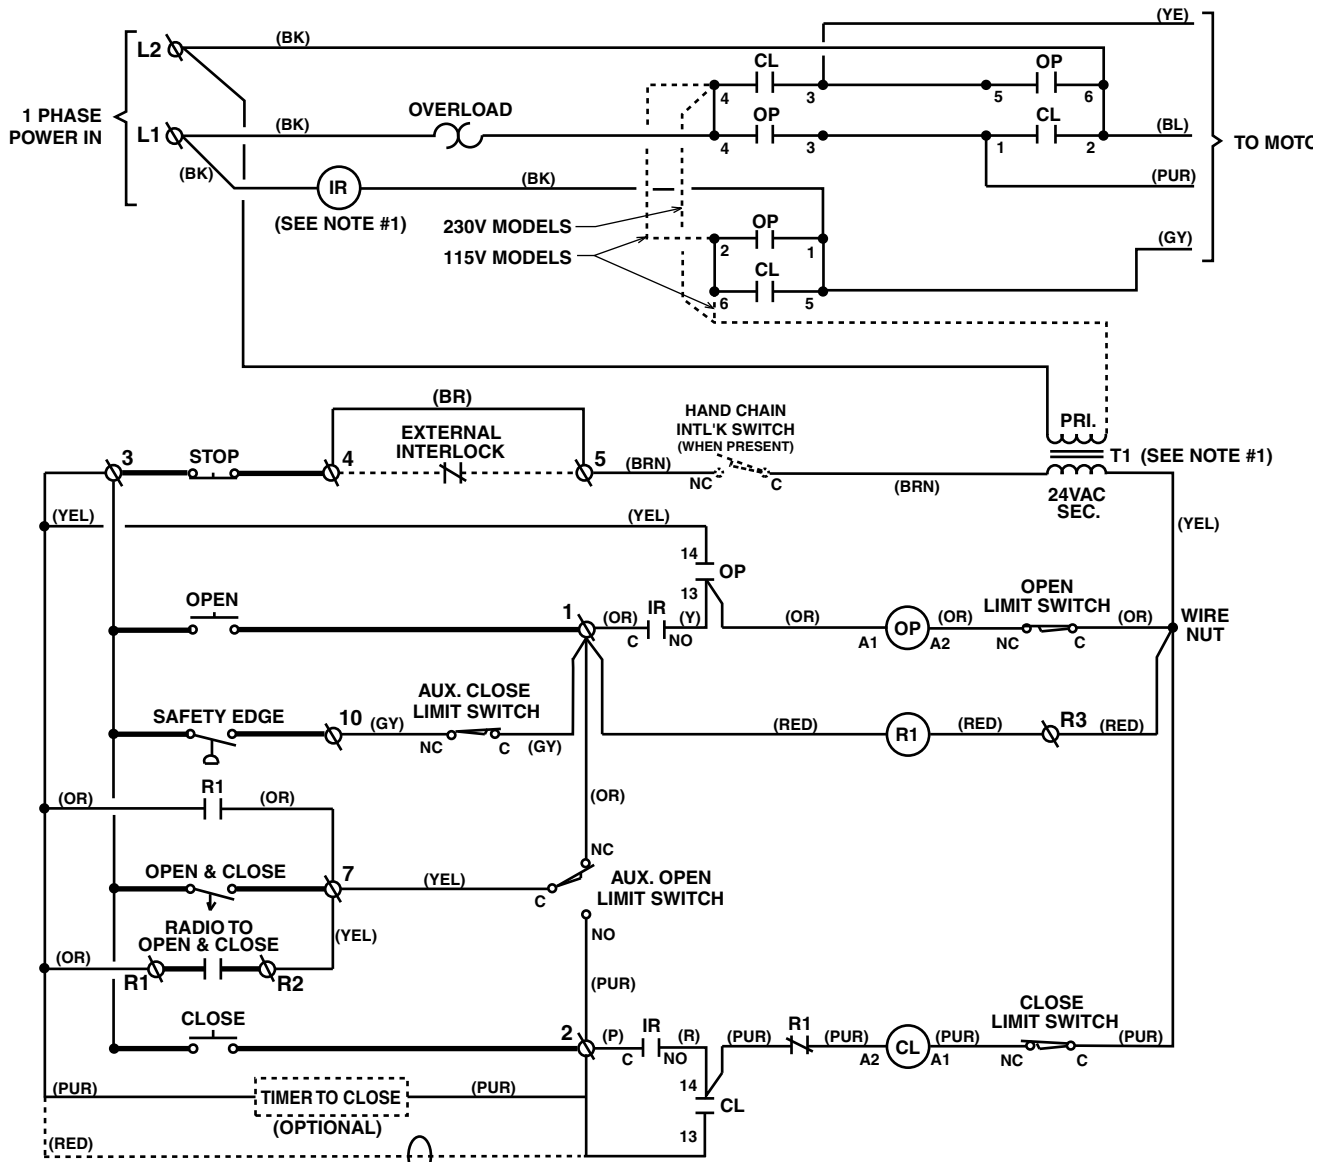 (YE)
L2
(BK)
CL
OP
4
3
5
6
1 PHASE
POWER IN
OVERLOAD
L1
(BK)
OP
CL
(BL)
4
3
1
2
TO MOTO
(BK)
IR
(BK)
(PUR)
(SEE NOTE #1)
230V MODELS
OP
115V MODELS
2
1
(GY)
CL
6
5
(BR)
HAND CHAIN
INTL'K SWITCH
(WHEN PRESENT)
PRI.
3
STOP
4
EXTERNAL
INTERLOCK
5
(BRN)
NC
C
(BRN)
T1 (SEE NOTE #1)
24VAC
SEC.
(YEL)
(YEL)
(YEL)
14
OP
13
OPEN
1
(OR)
IR
(Y)
C
NO
(OR)
OP
A1
A2
(OR)
OPEN
LIMIT SWITCH
(OR)
NC
C
WIRE
NUT
SAFETY EDGE
10
(GY)
AUX. CLOSE
LIMIT SWITCH
NC
C
(GY)
(RED)
R1
(RED)
R3
(RED)
R1
(OR)
(OR)
(OR)
OPEN & CLOSE
7
(YEL)
NC
C
AUX. OPEN
LIMIT SWITCH
NO
RADIO TO
OPEN & CLOSE
(YEL)
(OR)
R1
R2
(PUR)
CLOSE
2
(P)
IR
(R)
C
NO
(PUR)
R1
(PUR)
CL
A2
A1
(PUR)
CLOSE
LIMIT SWITCH
(PUR)
NC
C
(PUR)
TIMER TO CLOSE
(PUR)
14
CL
(OPTIONAL)
13
(RED)